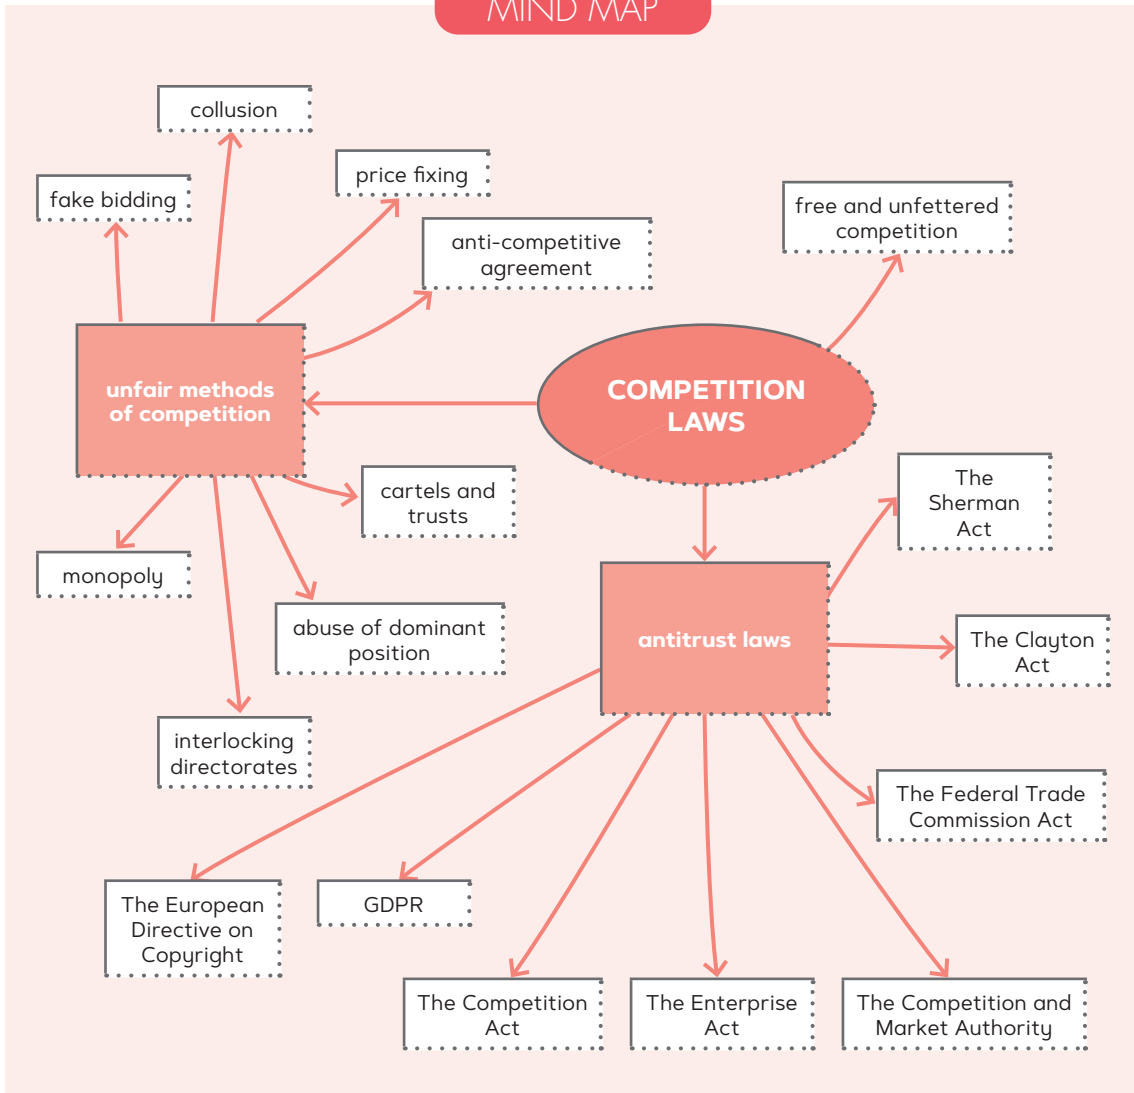 MIND MAP
collusion
price fixing
fake bidding
free and unfettered
competition
anti-competitive
agreement
unfair methods
of competition
COMPETITION
LAWS
cartels and
trusts
The
Sherman
Act
monopoly
abuse of dominant
position
antitrust laws
The Clayton
Act
interlocking
directorates
The Federal Trade
Commission Act
The European
Directive on
Copyright
GDPR
The Competition
Act
The Enterprise
Act
The Competition and
Market Authority